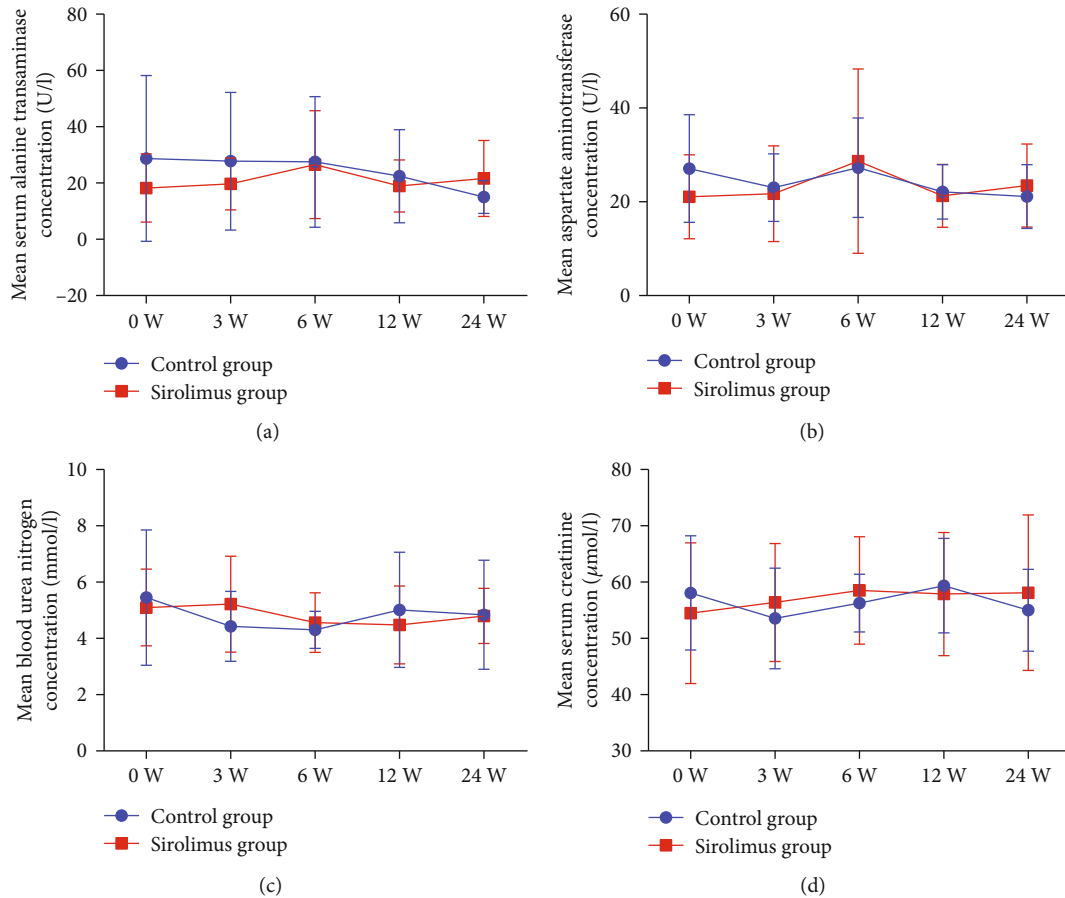 Mean serum alanine transaminase
concentration (U/l)
80
60
40
20
0
–20
0 W 3 W 6 W 12 W 24 W
Control group
Sirolimus group
(a)
Mean aspartate aminotransferase
concentration (U/l)
60
40
20
0
0 W 3 W 6 W 12 W 24 W
Control group
Sirolimus group
(b)
Mean blood urea nitrogen
concentration (mmol/l)
10
8
6
4
2
0
0 W 3 W 6 W 12 W 24 W
Control group
Sirolimus group
(c)
Mean serum creatinine
concentration (μmol/l)
80
70
60
50
40
30
0 W 3 W 6 W 12 W 24 W
Control group
Sirolimus group
(d)